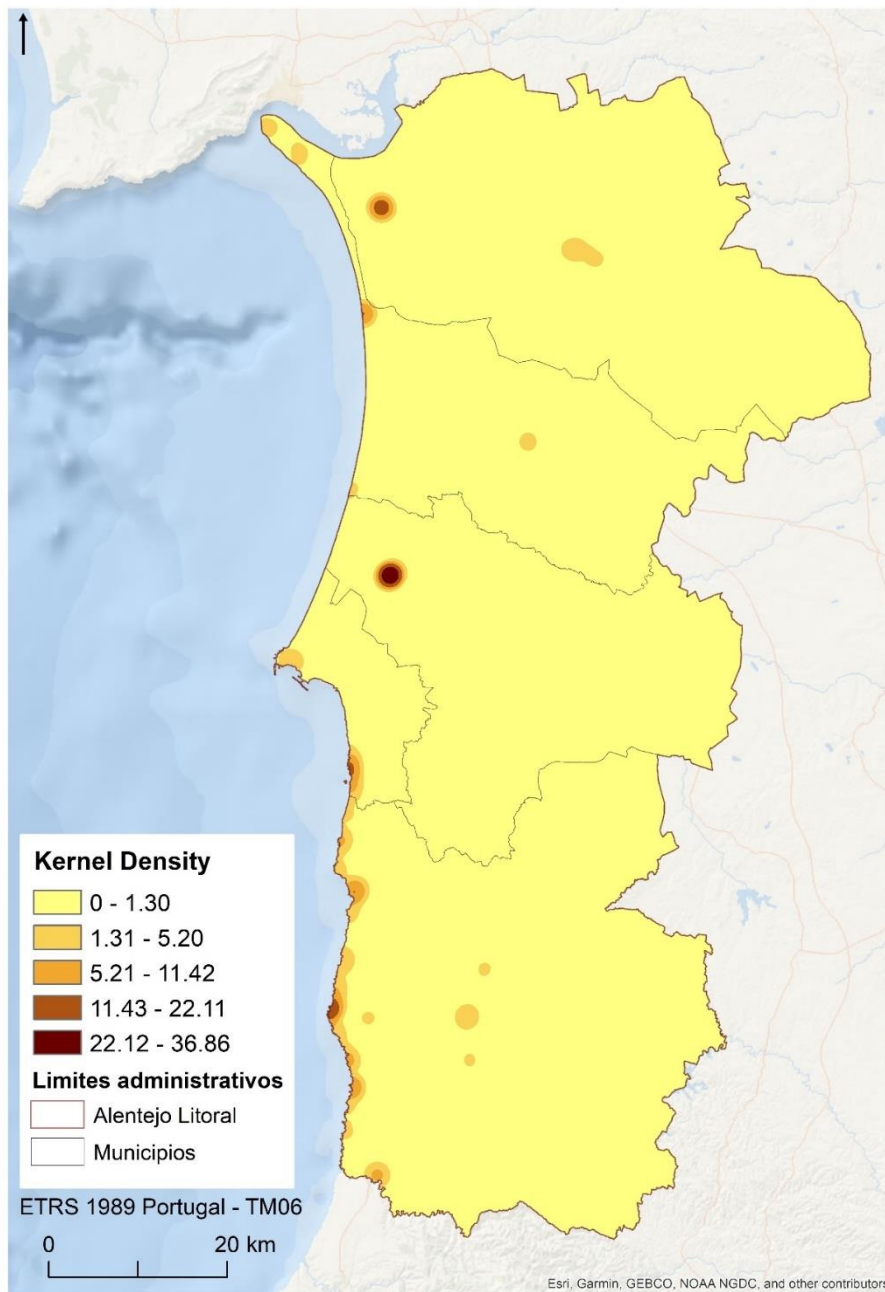 Kernel Density
0 - 1.30
1.31 - 5.20
5.21 - 11.42
11.43 - 22.11
22.12 - 36.86
Limites administrativos
Alentejo Litoral
Municipios
ETRS 1989 Portugal - TM06
0 20 km
Esri, Garmin, GEBCO, NOAA NGDC, and other contributors